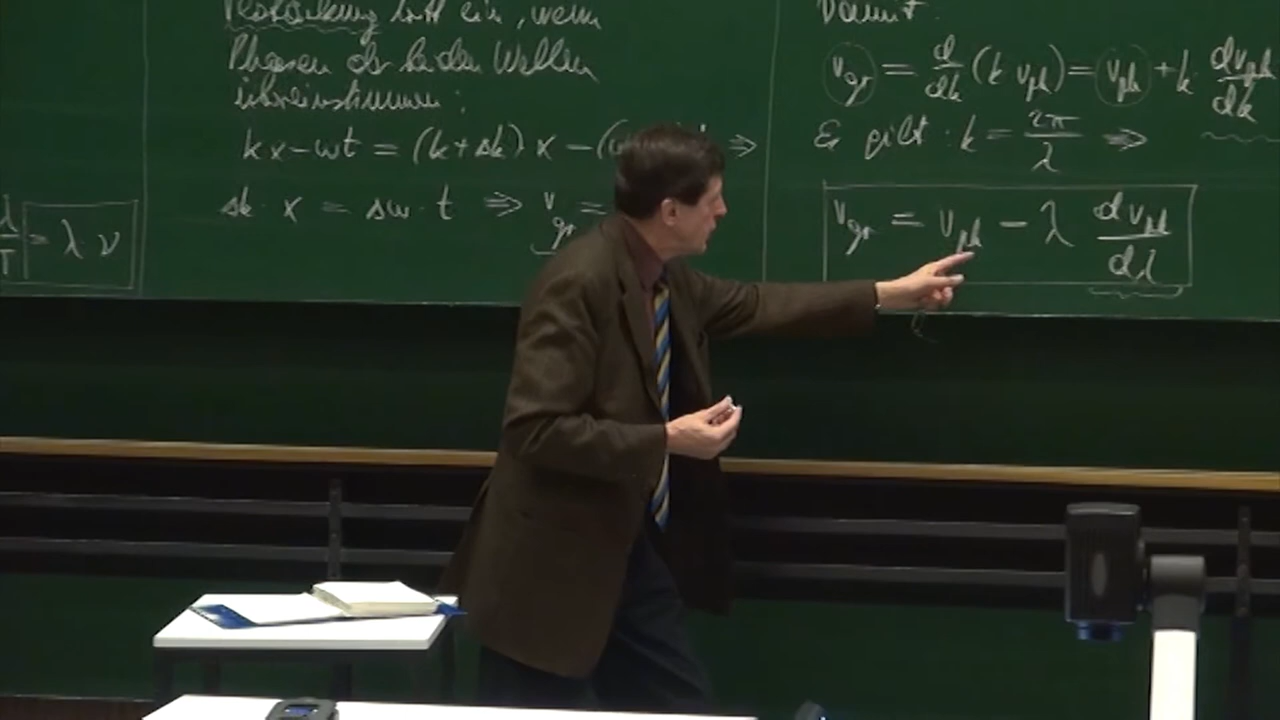 λ/T = λ·ν
Verstärkung tritt ein, wenn
Phasen der beiden Wellen
übereinstimmen:
kx-ωt = (k+δk) x - (ω ⇒
δk · x = δω · t ⇒ v_gr =
Damit:
v_gr = d/dk (k v_ph) = v_ph + k · dv_ph/dk
Es gilt: k = 2π/λ ⇒
v_gr = v_ph - λ dv_ph/dλ